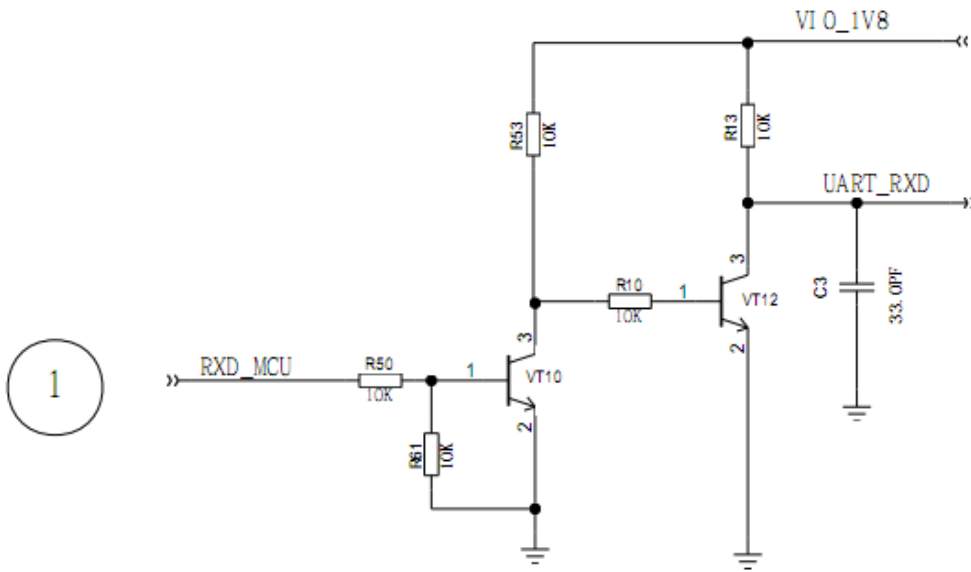 VIO_1V8
R53
10K
R13
10K
UART_RXD
3
R10
10K
1
VT12
C3
33.0PF
2
1
RXD_MCU
R50
10K
1
3
VT10
2
R61
10K